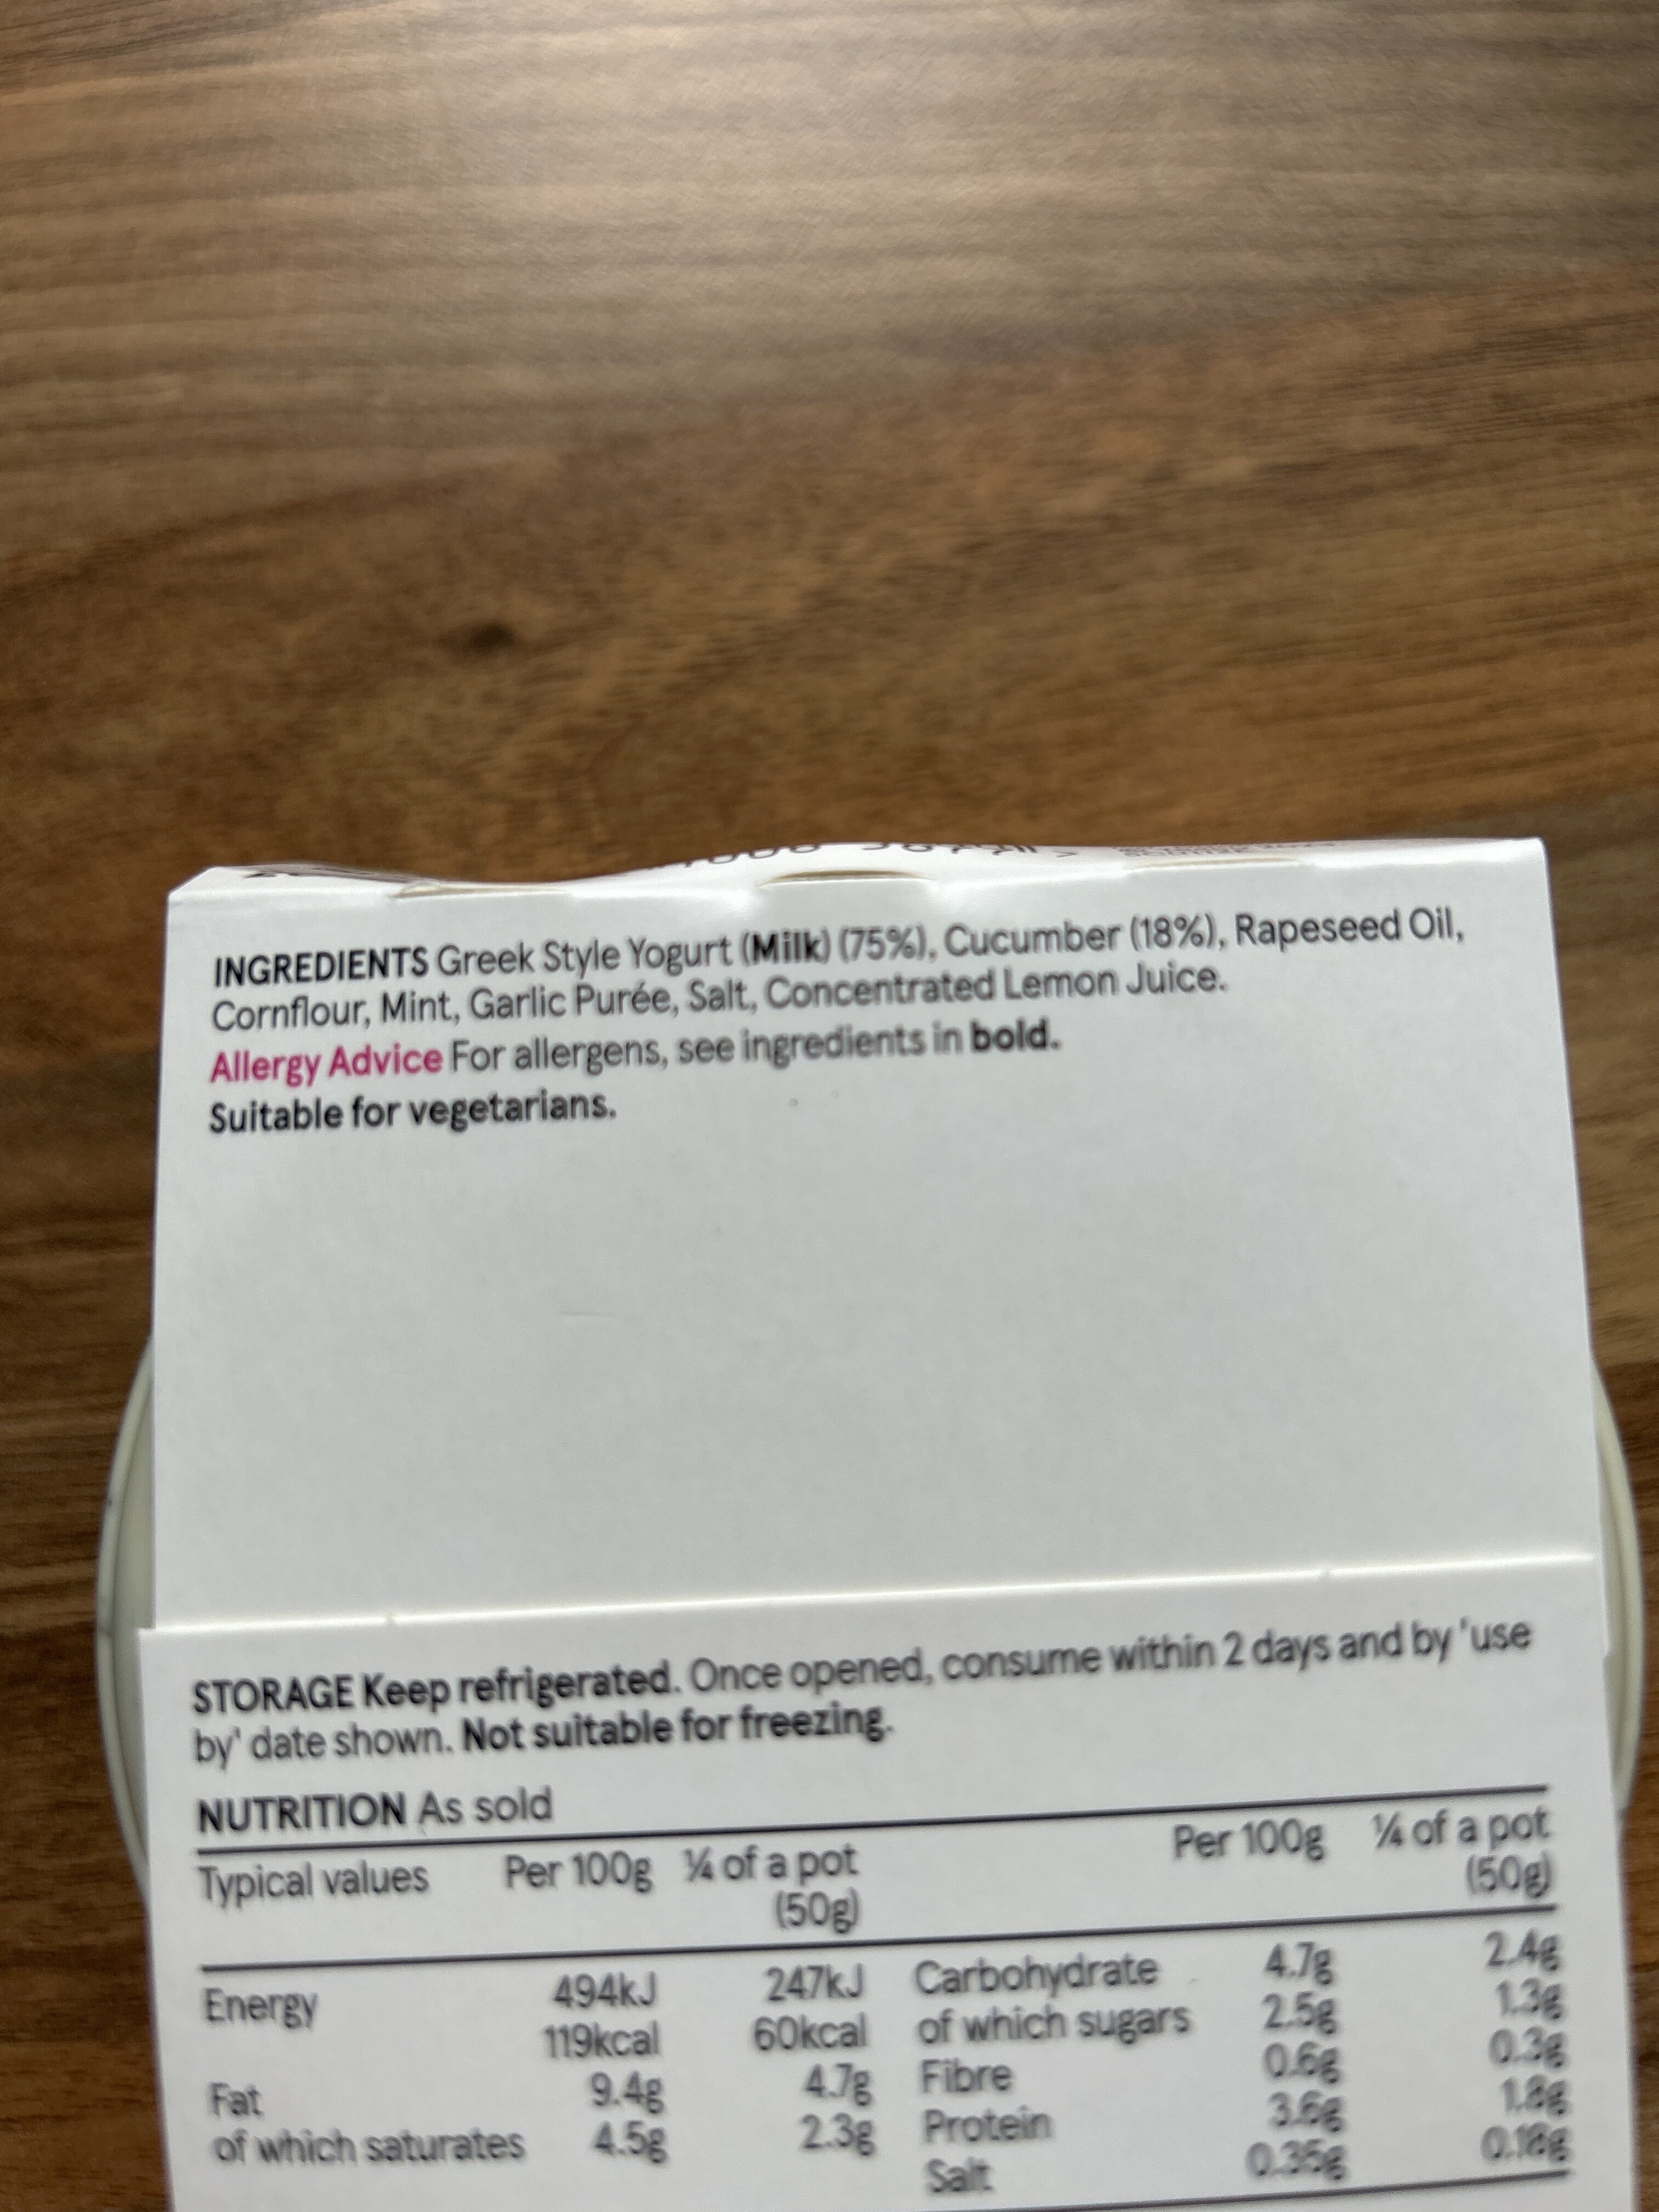 INGREDIENTS Greek Style Yogurt (Milk) (75%), Cucumber (18%), Rapeseed Oil,
Cornflour, Mint, Garlic Purée, Salt, Concentrated Lemon Juice.
Allergy Advice For allergens, see ingredients in bold.
Suitable for vegetarians.
STORAGE Keep refrigerated. Once opened, consume within 2 days and by 'use
by' date shown. Not suitable for freezing.
NUTRITION As sold
Typical values Per 100g ¼ of a pot (50g) Per 100g ¼ of a pot (50g)
Energy 494kJ 247kJ Carbohydrate 4.7g 2.4g
119kcal 60kcal of which sugars 2.5g 1.3g
Fat 9.4g 4.7g Fibre 0.6g 0.3g
of which saturates 4.5g 2.3g Protein 3.6g 1.8g
Salt 0.35g 0.18g